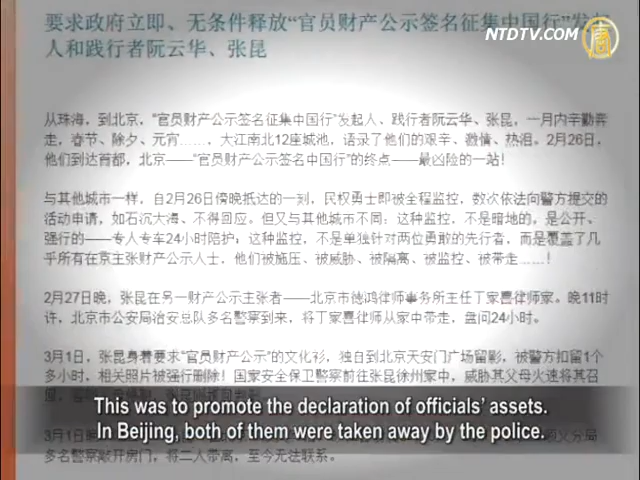 要求政府立即、无条件释放“官员财产公示签名征集中国行”发起
NTDTV.COM
人和践行者阮云华、张昆
从珠海，到北京，“官员财产公示签名征集中国行”发起人、践行者阮云华、张昆，一月内辛勤奔
走，春节、除夕、元宵……，大江南北12座城池，语录了他们的艰辛、激情、热泪。2月26日，
他们到达首都，北京——“官员财产公示签名中国行”的终点——最凶险的一站！
与其他城市一样，自2月26日傍晚抵达的一刻，民权勇士即被全程监控，数次依法向警方提交的
活动申请，如石沉大海、不得回应。但又与其他城市不同：这种监控，不是暗地的。是公开、
强行的——专人专车24小时陪护；这种监控，不是单独针对两位勇敢的先行者，而是覆盖了几
乎所有在京主张财产公示人士，他们被施压、被威胁、被隔离、被监控、被带走……！
2月27日晚，张昆在另一财产公示主张者——北京市德鸿律师事务所主任丁家喜律师家。晚11时
许，北京市公安局治安总队多名警察到来，将丁家喜律师从家中带走，盘问24小时。
3月1日，张昆身着要求“官员财产公示”的文化衫，独自到北京天安门广场留影，被警方扣留1个
多小时，相关照片被强行删除！国家安全保卫警察前往张昆徐州家中，威胁其父母火速将其召
This was to promote the declaration of officials' assets.
In Beijing, both of them were taken away by the police.
3月1日晚
多名警察敲开房门，将二人带离，至今无法联系。